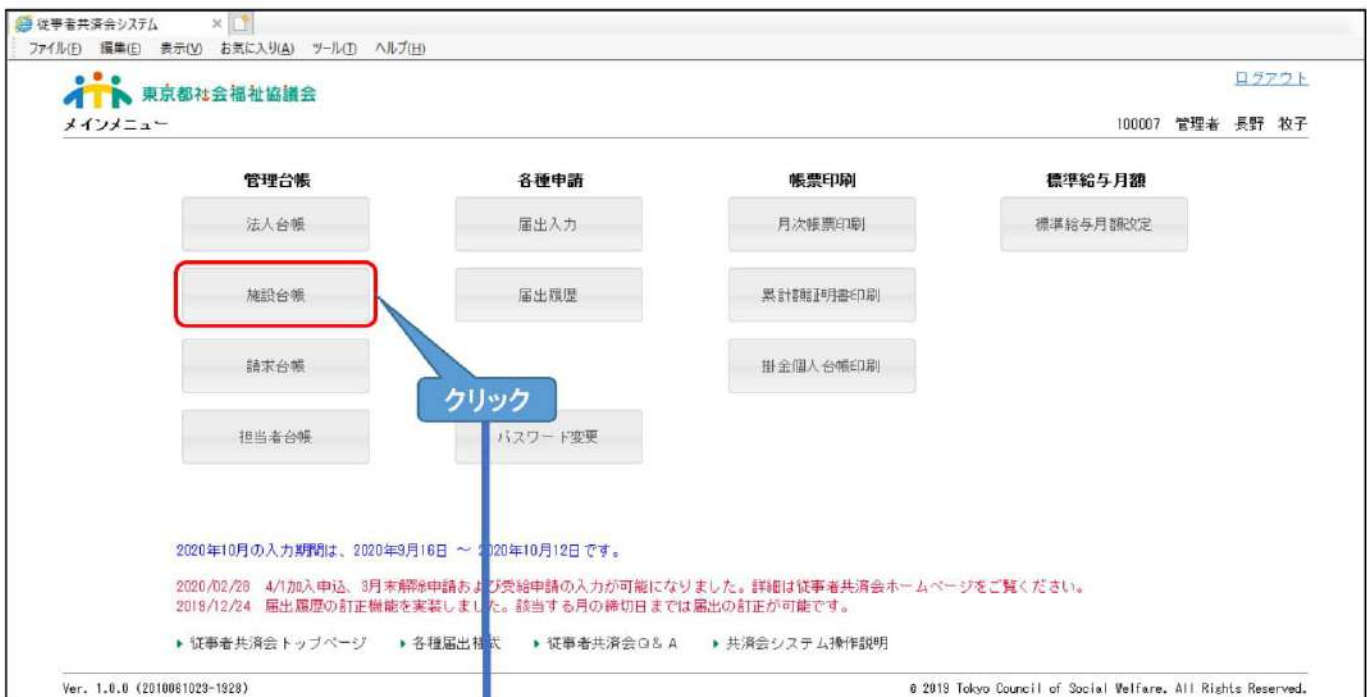 従事者共済会システム
ファイル(F) 編集(E) 表示(V) お気に入り(A) ツール(T) ヘルプ(H)
東京都社会福祉協議会
ログアウト
メインメニュー
100007 管理者 長野 牧子
管理台帳 各種申請 帳票印刷 標準給与月額
法人台帳 届出入力 月次帳票印刷 標準給与月額改定
施設台帳 届出履歴 累計額証明書印刷
請求台帳 掛金個人台帳印刷
クリック
担当者台帳 パスワード変更
2020年10月の入力期間は、2020年9月16日 ~ 2020年10月12日です。
2020/02/28 4/1加入申込、3月末解除申請および受給申請の入力が可能になりました。詳細は従事者共済会ホームページをご覧ください。
2019/12/24 届出履歴の訂正機能を実装しました。該当する月の締切日までは届出の訂正が可能です。
従事者共済会トップページ 各種届出様式 従事者共済会Q&A 共済会システム操作説明
Ver. 1.0.0 (2010061023-1928)
© 2019 Tokyo Council of Social Welfare. All Rights Reserved.